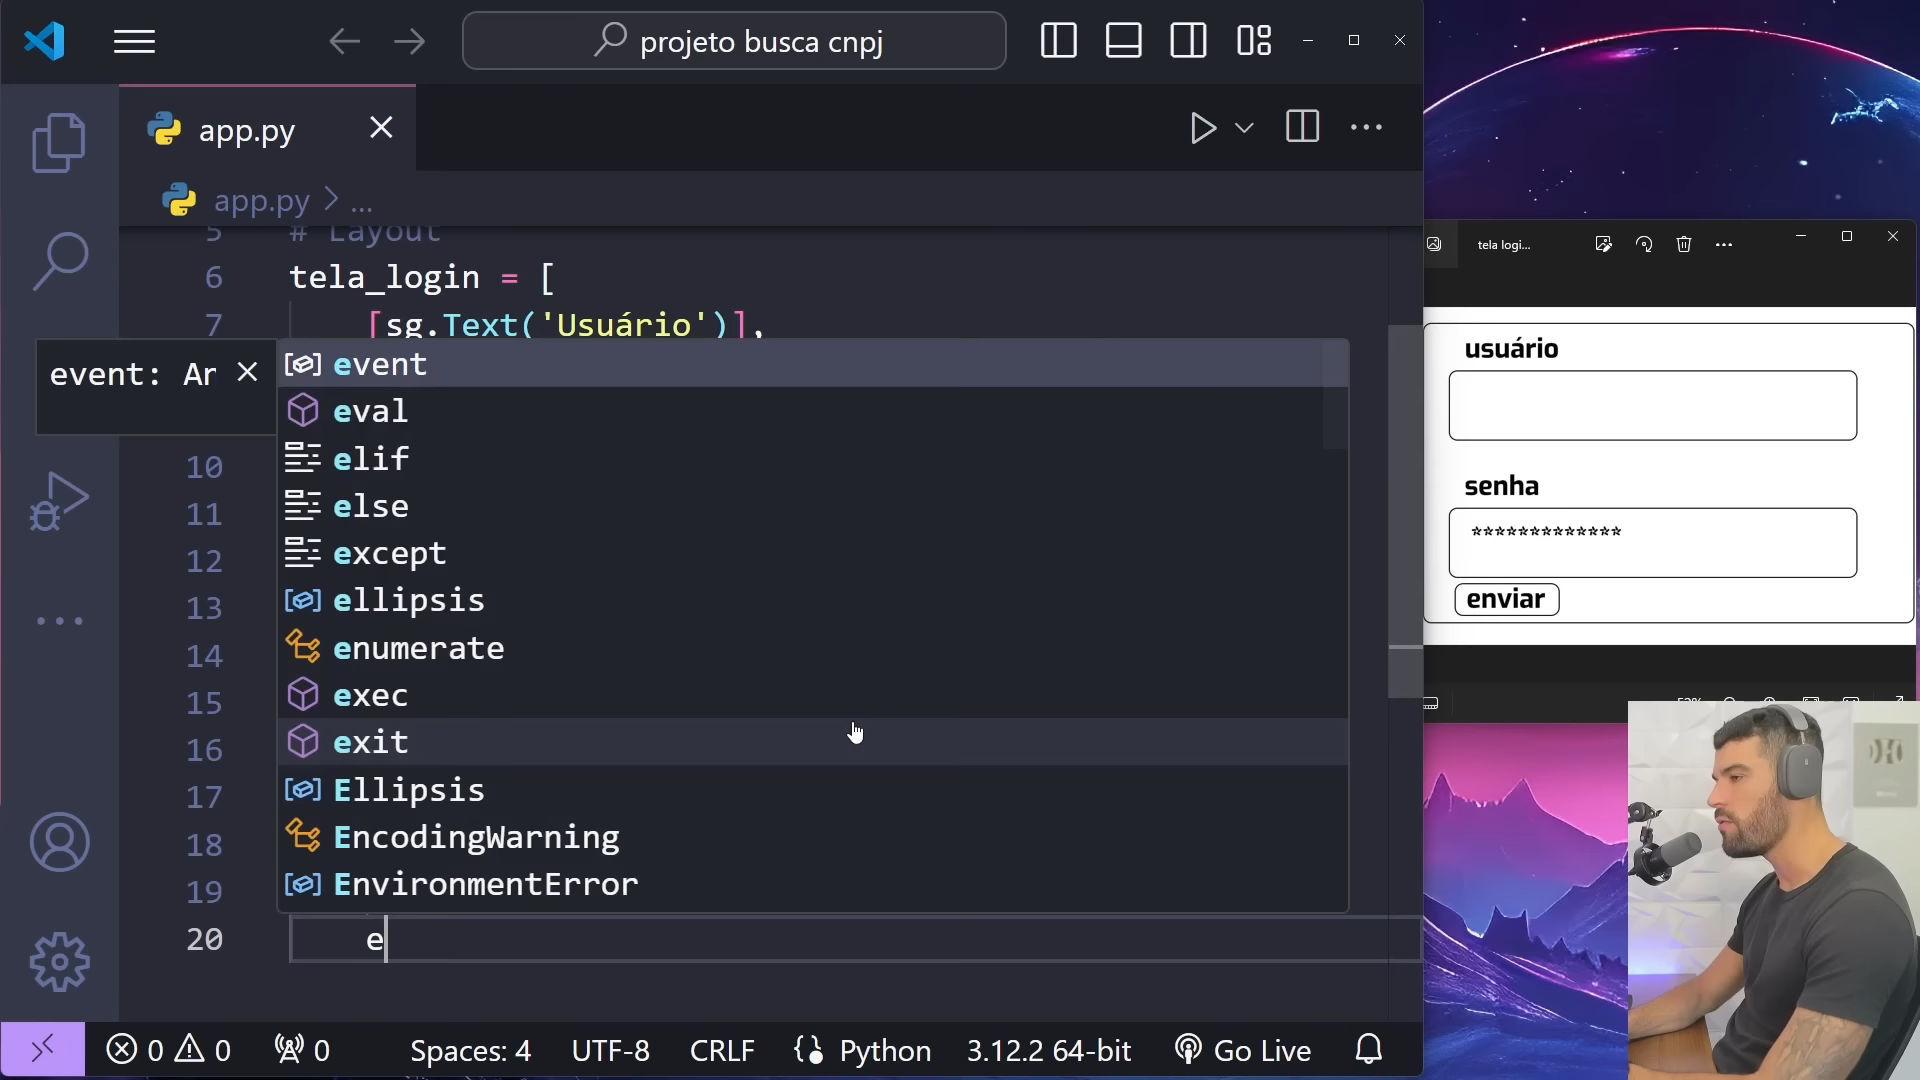 projeto busca cnpj
app.py
app.py > ...
5 # Layout
6 tela_login = [
7 [sg.Text('Usuário')],
event: Ar
event
eval
10 elif
11 else
12 except
13 ellipsis
14 enumerate
15 exec
16 exit
17 Ellipsis
18 EncodingWarning
19 EnvironmentError
20 e
0 0 0 Spaces: 4 UTF-8 CRLF Python 3.12.2 64-bit Go Live
tela logi...
usuário
senha
*************
enviar